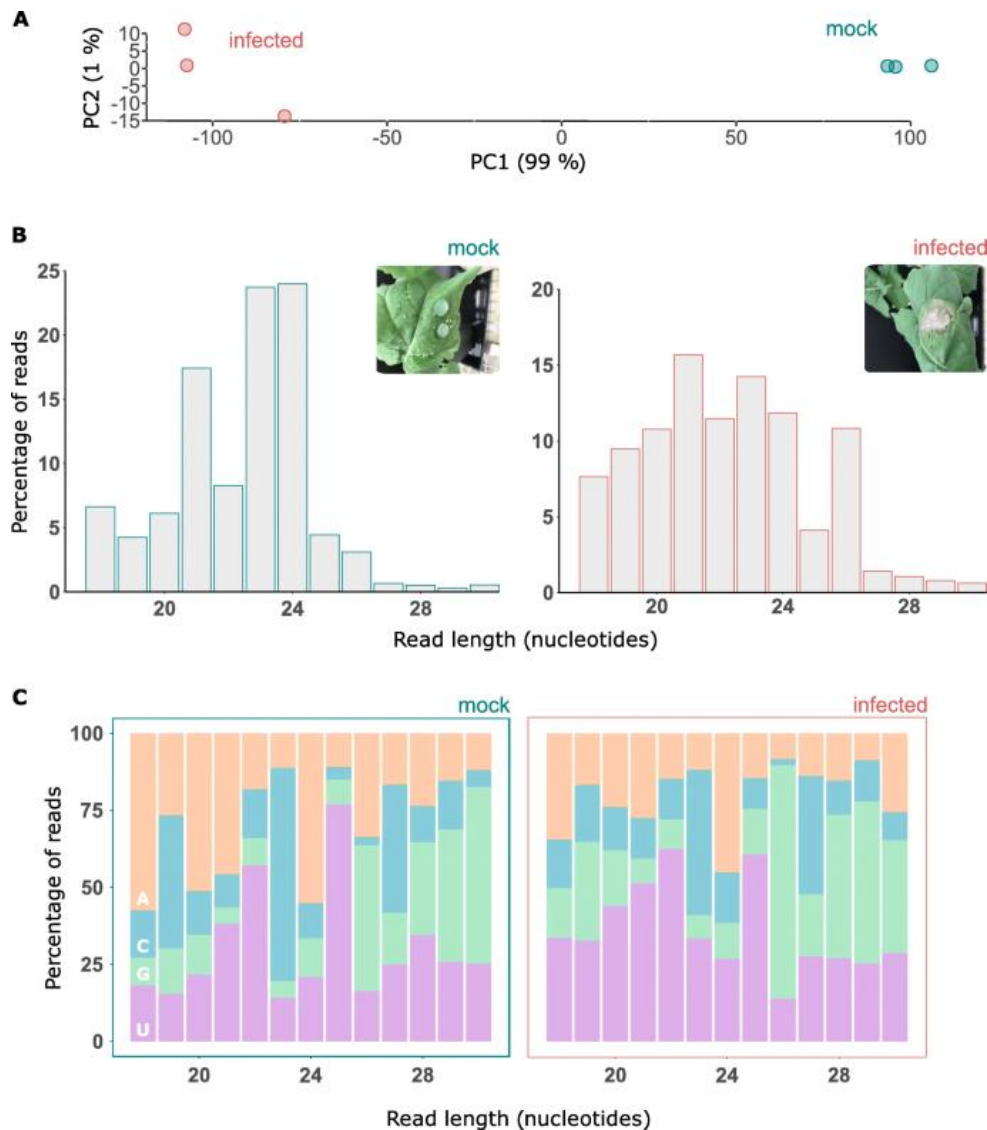 A
PC2 (1 %)
10
5
0
-5
-10
-15
infected
mock
-100
-50
0
50
100
PC1 (99 %)
B
mock
infected
Percentage of reads
25
20
15
10
5
0
20
24
28
20
15
10
5
0
20
24
28
Read length (nucleotides)
C
mock
infected
Percentage of reads
100
75
50
25
0
A
C
G
U
20
24
28
20
24
28
Read length (nucleotides)